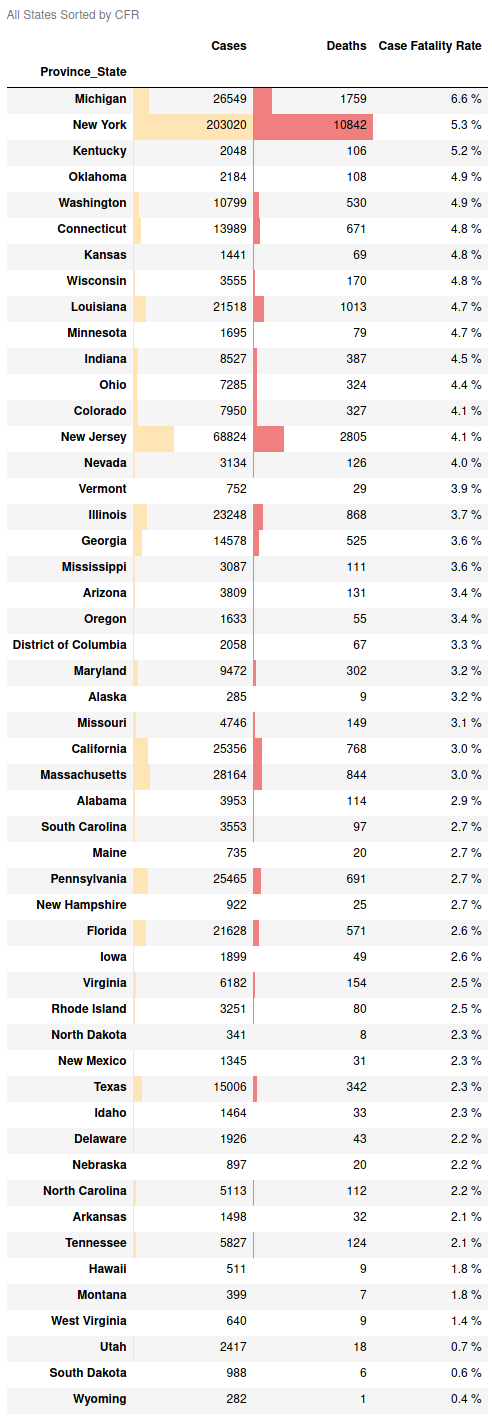 All States Sorted by CFR
Cases Deaths Case Fatality Rate
Province_State
Michigan 26549 1759 6.6 %
New York 203020 10842 5.3 %
Kentucky 2048 106 5.2 %
Oklahoma 2184 108 4.9 %
Washington 10799 530 4.9 %
Connecticut 13989 671 4.8 %
Kansas 1441 69 4.8 %
Wisconsin 3555 170 4.8 %
Louisiana 21518 1013 4.7 %
Minnesota 1695 79 4.7 %
Indiana 8527 387 4.5 %
Ohio 7285 324 4.4 %
Colorado 7950 327 4.1 %
New Jersey 68824 2805 4.1 %
Nevada 3134 126 4.0 %
Vermont 752 29 3.9 %
Illinois 23248 868 3.7 %
Georgia 14578 525 3.6 %
Mississippi 3087 111 3.6 %
Arizona 3809 131 3.4 %
Oregon 1633 55 3.4 %
District of Columbia 2058 67 3.3 %
Maryland 9472 302 3.2 %
Alaska 285 9 3.2 %
Missouri 4746 149 3.1 %
California 25356 768 3.0 %
Massachusetts 28164 844 3.0 %
Alabama 3953 114 2.9 %
South Carolina 3553 97 2.7 %
Maine 735 20 2.7 %
Pennsylvania 25465 691 2.7 %
New Hampshire 922 25 2.7 %
Florida 21628 571 2.6 %
Iowa 1899 49 2.6 %
Virginia 6182 154 2.5 %
Rhode Island 3251 80 2.5 %
North Dakota 341 8 2.3 %
New Mexico 1345 31 2.3 %
Texas 15006 342 2.3 %
Idaho 1464 33 2.3 %
Delaware 1926 43 2.2 %
Nebraska 897 20 2.2 %
North Carolina 5113 112 2.2 %
Arkansas 1498 32 2.1 %
Tennessee 5827 124 2.1 %
Hawaii 511 9 1.8 %
Montana 399 7 1.8 %
West Virginia 640 9 1.4 %
Utah 2417 18 0.7 %
South Dakota 988 6 0.6 %
Wyoming 282 1 0.4 %